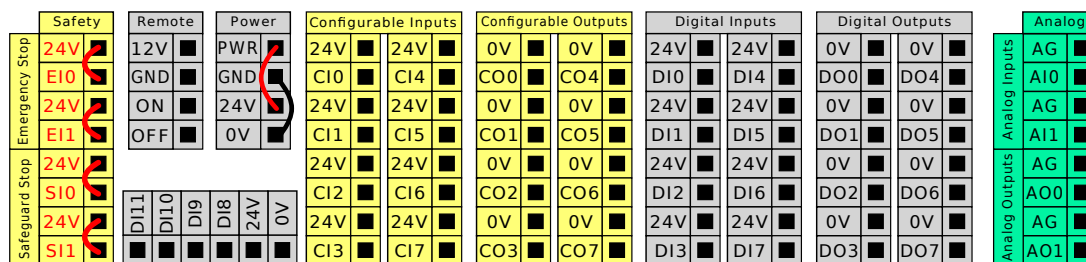 Safety
Emergency Stop
24V
EI0
24V
EI1
Safeguard Stop
24V
SI0
24V
SI1
Remote
12V
GND
ON
OFF
Power
PWR
GND
24V
0V
DI11
DI10
DI9
DI8
24V
0V
Configurable Inputs
24V 24V
CI0 CI4
24V 24V
CI1 CI5
24V 24V
CI2 CI6
24V 24V
CI3 CI7
Configurable Outputs
0V 0V
CO0 CO4
0V 0V
CO1 CO5
0V 0V
CO2 CO6
0V 0V
CO3 CO7
Digital Inputs
24V 24V
DI0 DI4
24V 24V
DI1 DI5
24V 24V
DI2 DI6
24V 24V
DI3 DI7
Digital Outputs
0V 0V
DO0 DO4
0V 0V
DO1 DO5
0V 0V
DO2 DO6
0V 0V
DO3 DO7
Analog
Analog Inputs
AG
AI0
AG
AI1
Analog Outputs
AG
AO0
AG
AO1